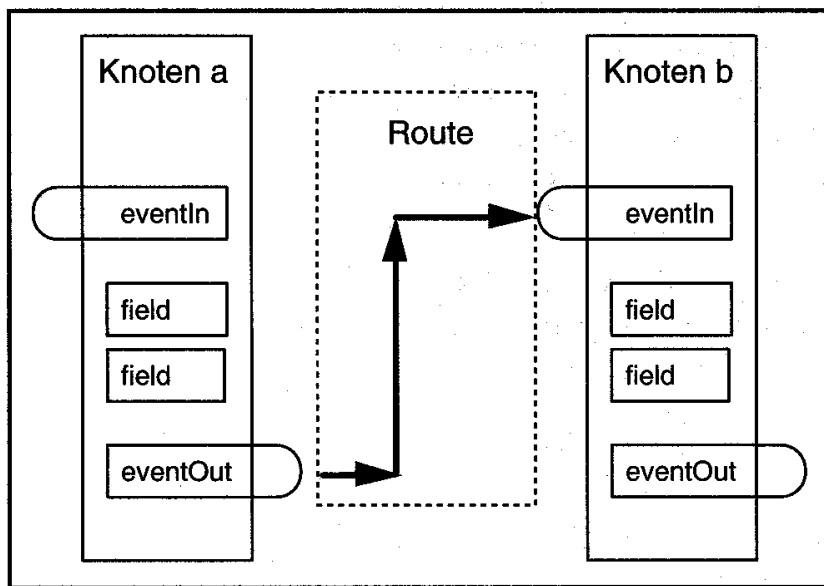 Knoten a
eventIn
field
field
eventOut
Route
Knoten b
eventIn
field
field
eventOut